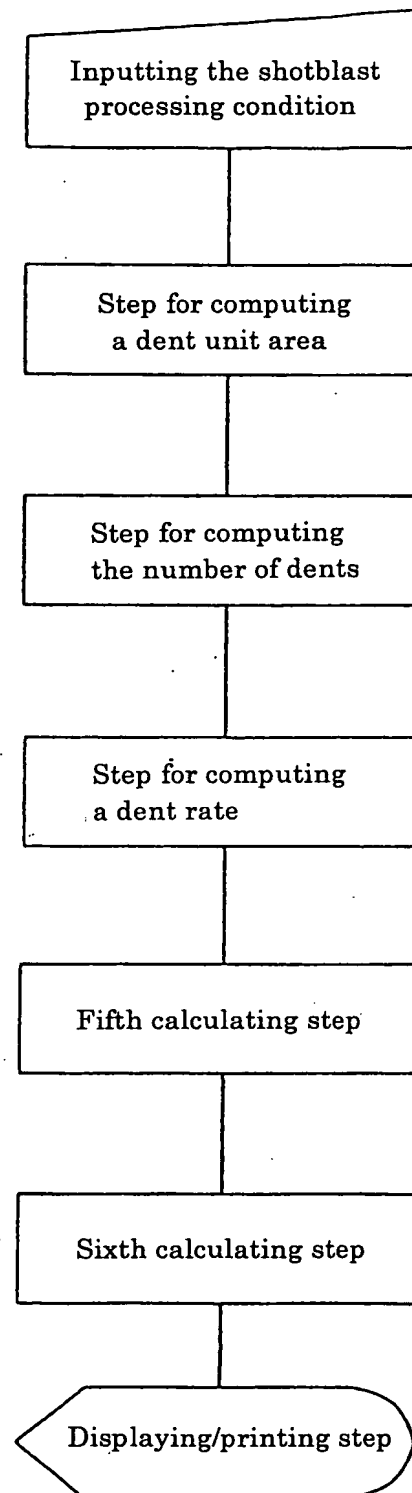 Inputting the shotblast
processing condition
Step for computing
a dent unit area
Step for computing
the number of dents
Step for computing
a dent rate
Fifth calculating step
Sixth calculating step
Displaying/printing step